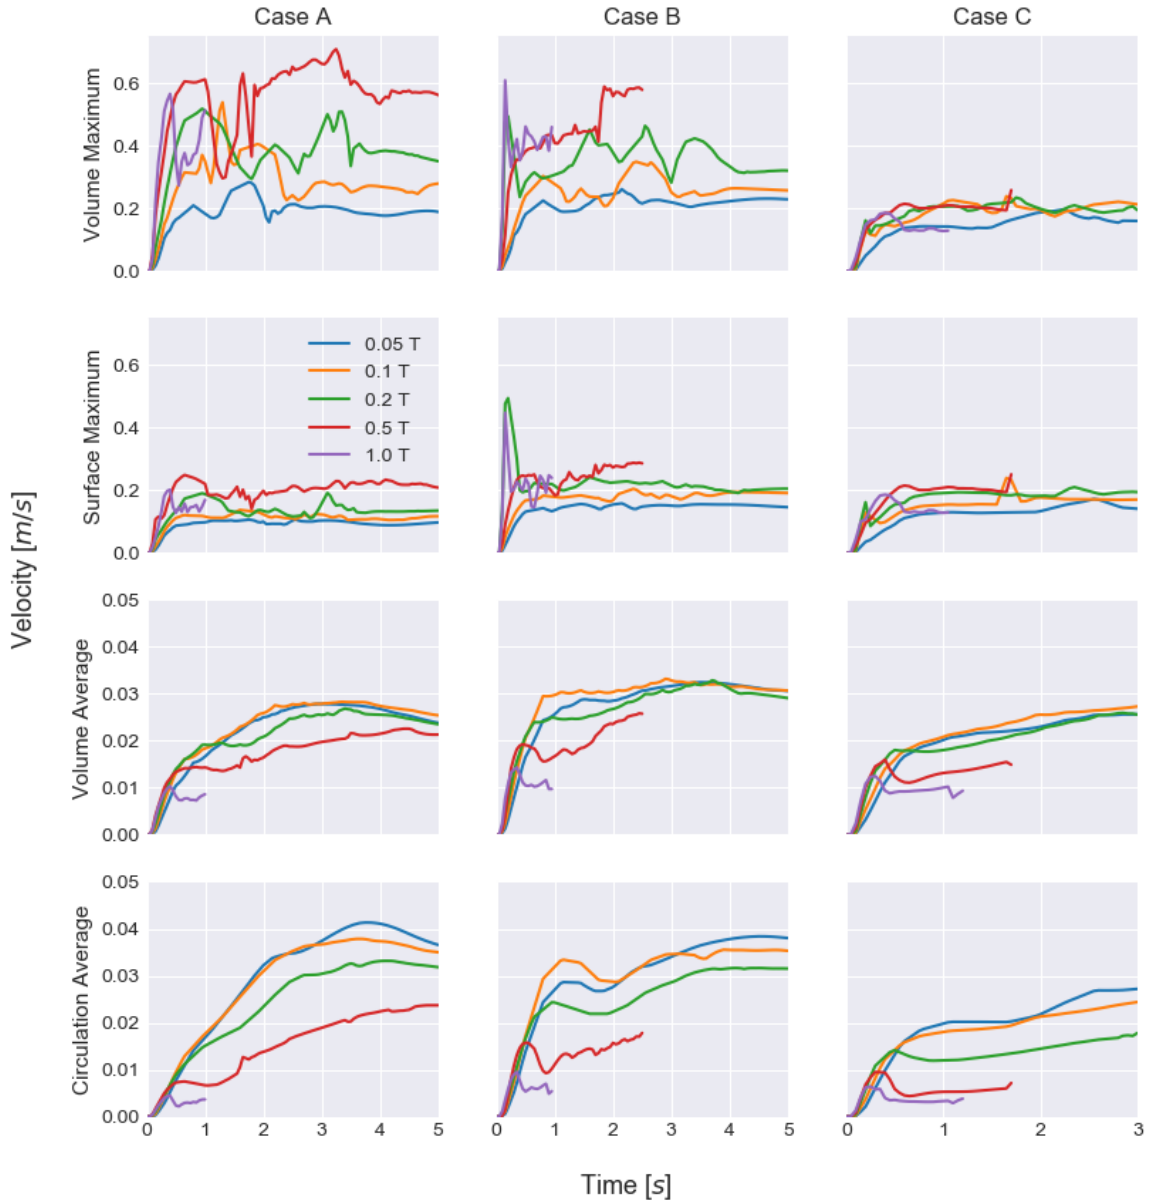 Case A
Case B
Case C
Velocity [m/s]
Volume Maximum
0.6
0.4
0.2
0.0
Surface Maximum
0.6
0.4
0.2
0.0
0.05 T
0.1 T
0.2 T
0.5 T
1.0 T
Volume Average
0.05
0.04
0.03
0.02
0.01
0.00
Circulation Average
0.05
0.04
0.03
0.02
0.01
0.00
0 1 2 3 4 5
0 1 2 3 4 5
0 1 2 3
Time [s]